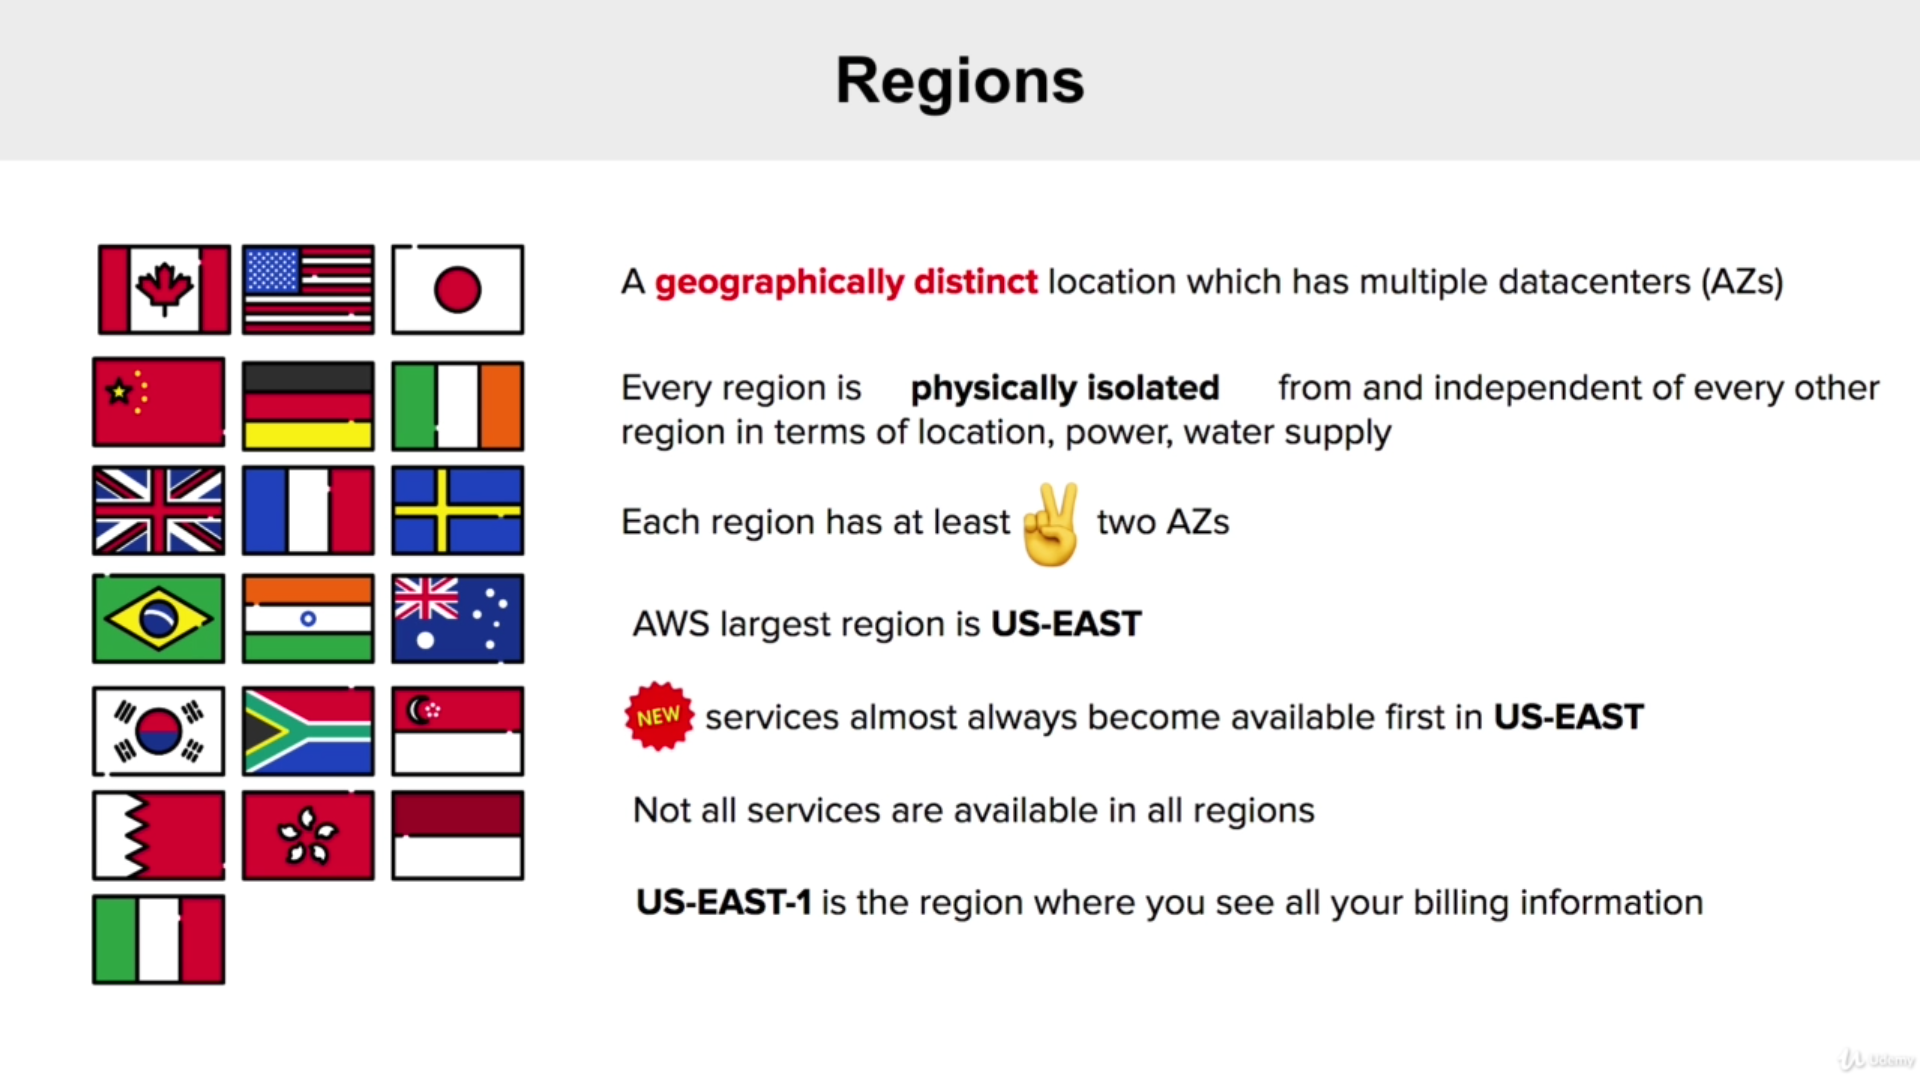 Regions
A geographically distinct location which has multiple datacenters (AZs)
Every region is physically isolated from and independent of every other
region in terms of location, power, water supply
Each region has at least two AZs
AWS largest region is US-EAST
NEW services almost always become available first in US-EAST
Not all services are available in all regions
US-EAST-1 is the region where you see all your billing information
Udemy